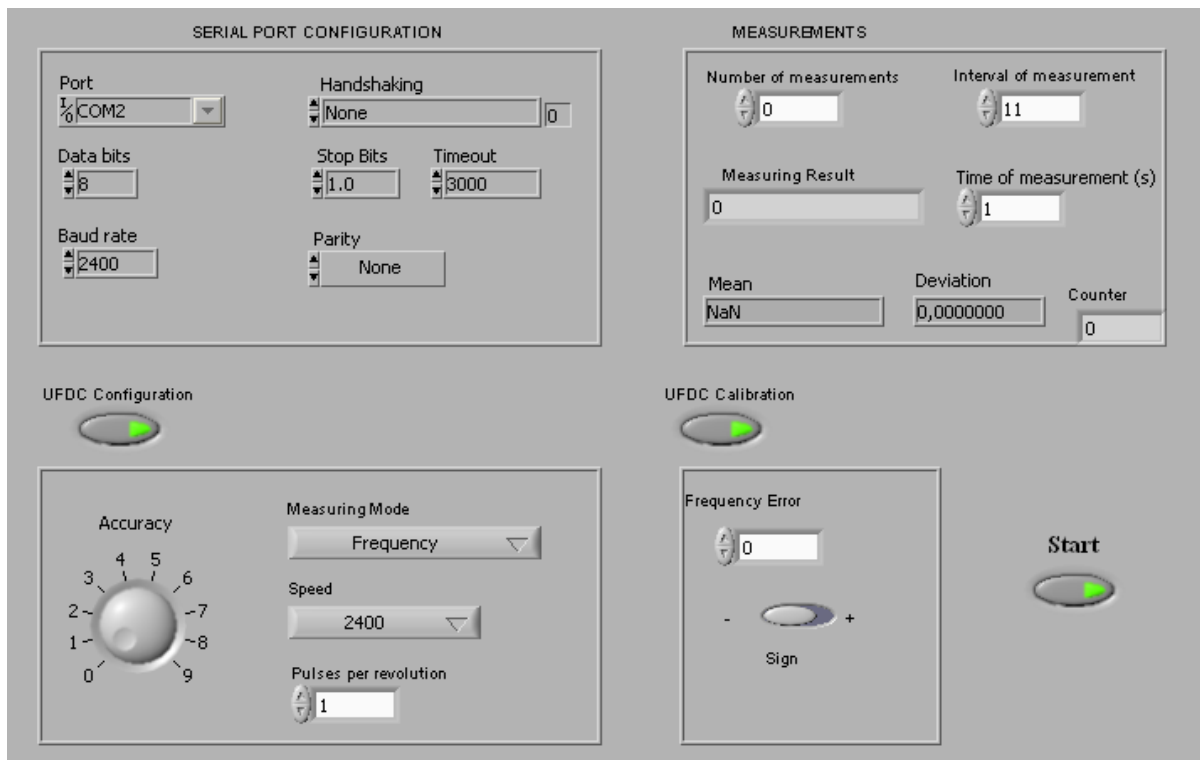 SERIAL PORT CONFIGURATION
Port
I/O COM2
Handshaking
None
0
Data bits
8
Stop Bits
1.0
Timeout
3000
Baud rate
2400
Parity
None
MEASUREMENTS
Number of measurements
0
Interval of measurement
11
Measuring Result
0
Time of measurement (s)
1
Mean
NaN
Deviation
0,0000000
Counter
0
UFDC Configuration
Accuracy
0
1
2
3
4
5
6
7
8
9
Measuring Mode
Frequency
Speed
2400
Pulses per revolution
1
UFDC Calibration
Frequency Error
0
- +
Sign
Start